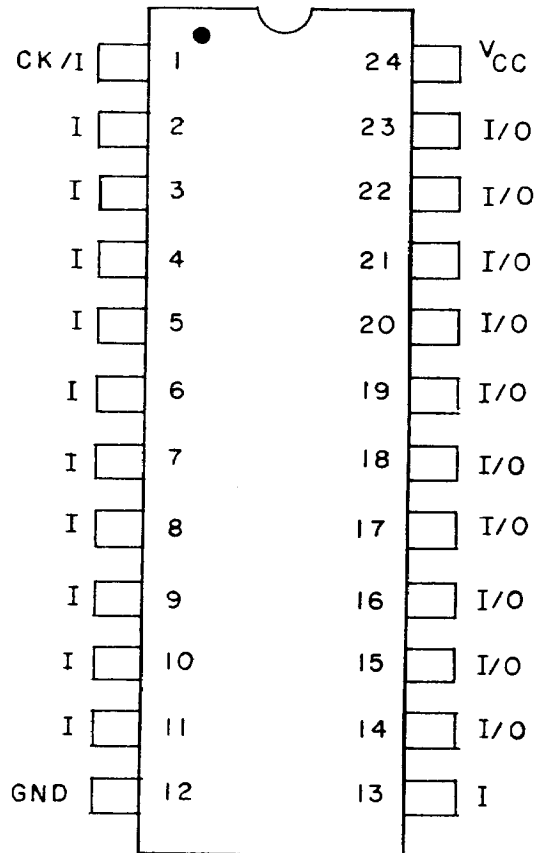 CK/I 1 24 VCC
I 2 23 I/O
I 3 22 I/O
I 4 21 I/O
I 5 20 I/O
I 6 19 I/O
I 7 18 I/O
I 8 17 I/O
I 9 16 I/O
I 10 15 I/O
I 11 14 I/O
GND 12 13 I